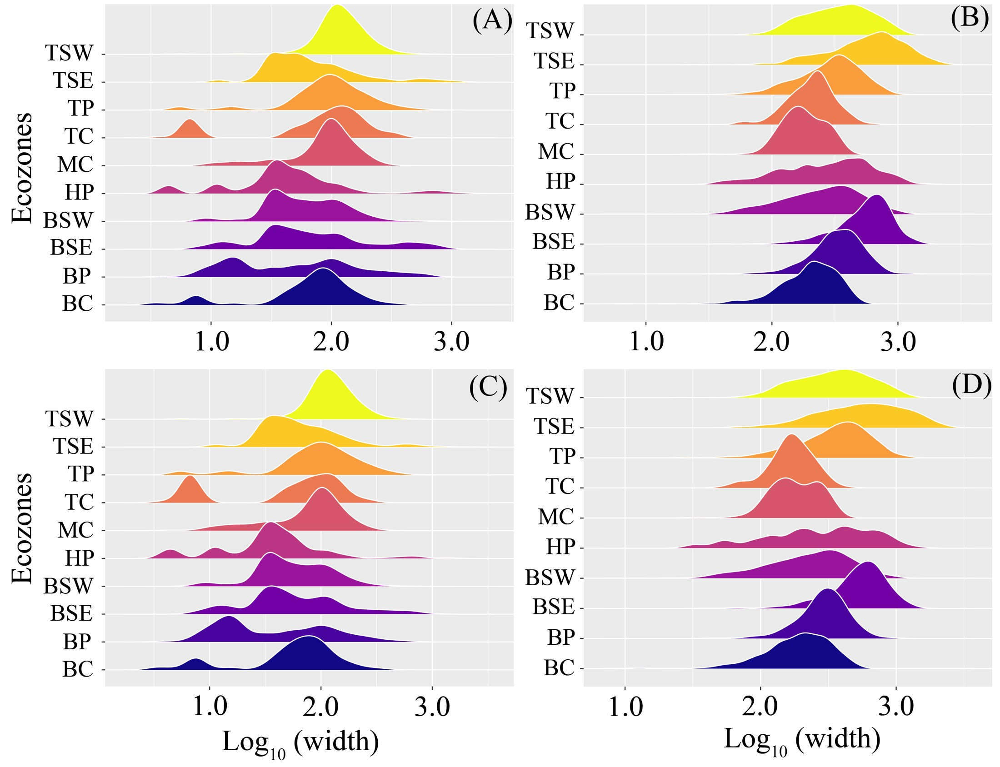 (A)
TSW
TSE
TP
TC
MC
HP
BSW
BSE
BP
BC
Ecozones
1.0 2.0 3.0
(B)
TSW
TSE
TP
TC
MC
HP
BSW
BSE
BP
BC
1.0 2.0 3.0
(C)
TSW
TSE
TP
TC
MC
HP
BSW
BSE
BP
BC
Ecozones
1.0 2.0 3.0
Log10 (width)
(D)
TSW
TSE
TP
TC
MC
HP
BSW
BSE
BP
BC
1.0 2.0 3.0
Log10 (width)